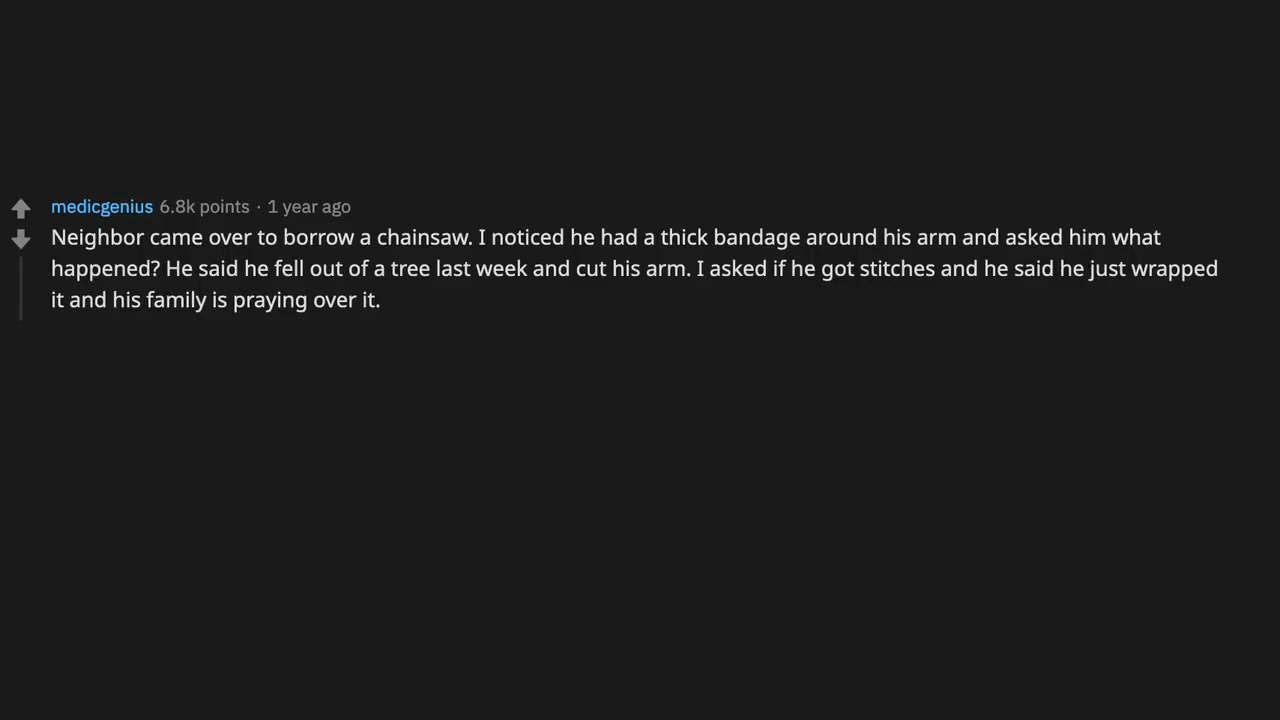 medicgenius 6.8k points · 1 year ago
Neighbor came over to borrow a chainsaw. I noticed he had a thick bandage around his arm and asked him what
happened? He said he fell out of a tree last week and cut his arm. I asked if he got stitches and he said he just wrapped
it and his family is praying over it.